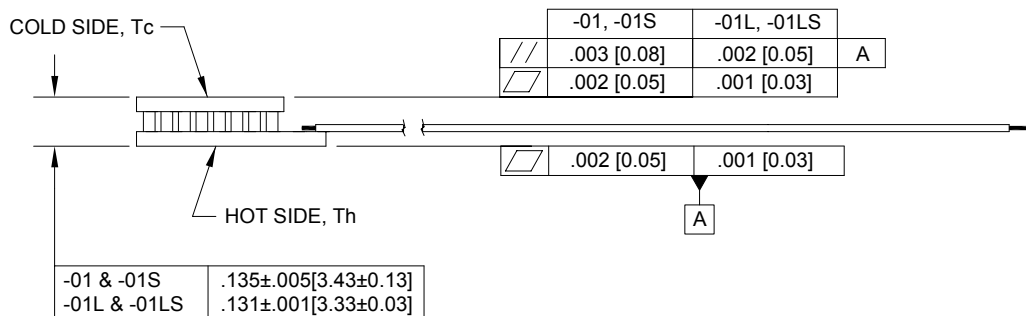 COLD SIDE, Tc
-01, -01S -01L, -01LS
.003 [0.08] .002 [0.05] A
.002 [0.05] .001 [0.03]
.002 [0.05] .001 [0.03]
A
HOT SIDE, Th
-01 & -01S .135±.005[3.43±0.13]
-01L & -01LS .131±.001[3.33±0.03]